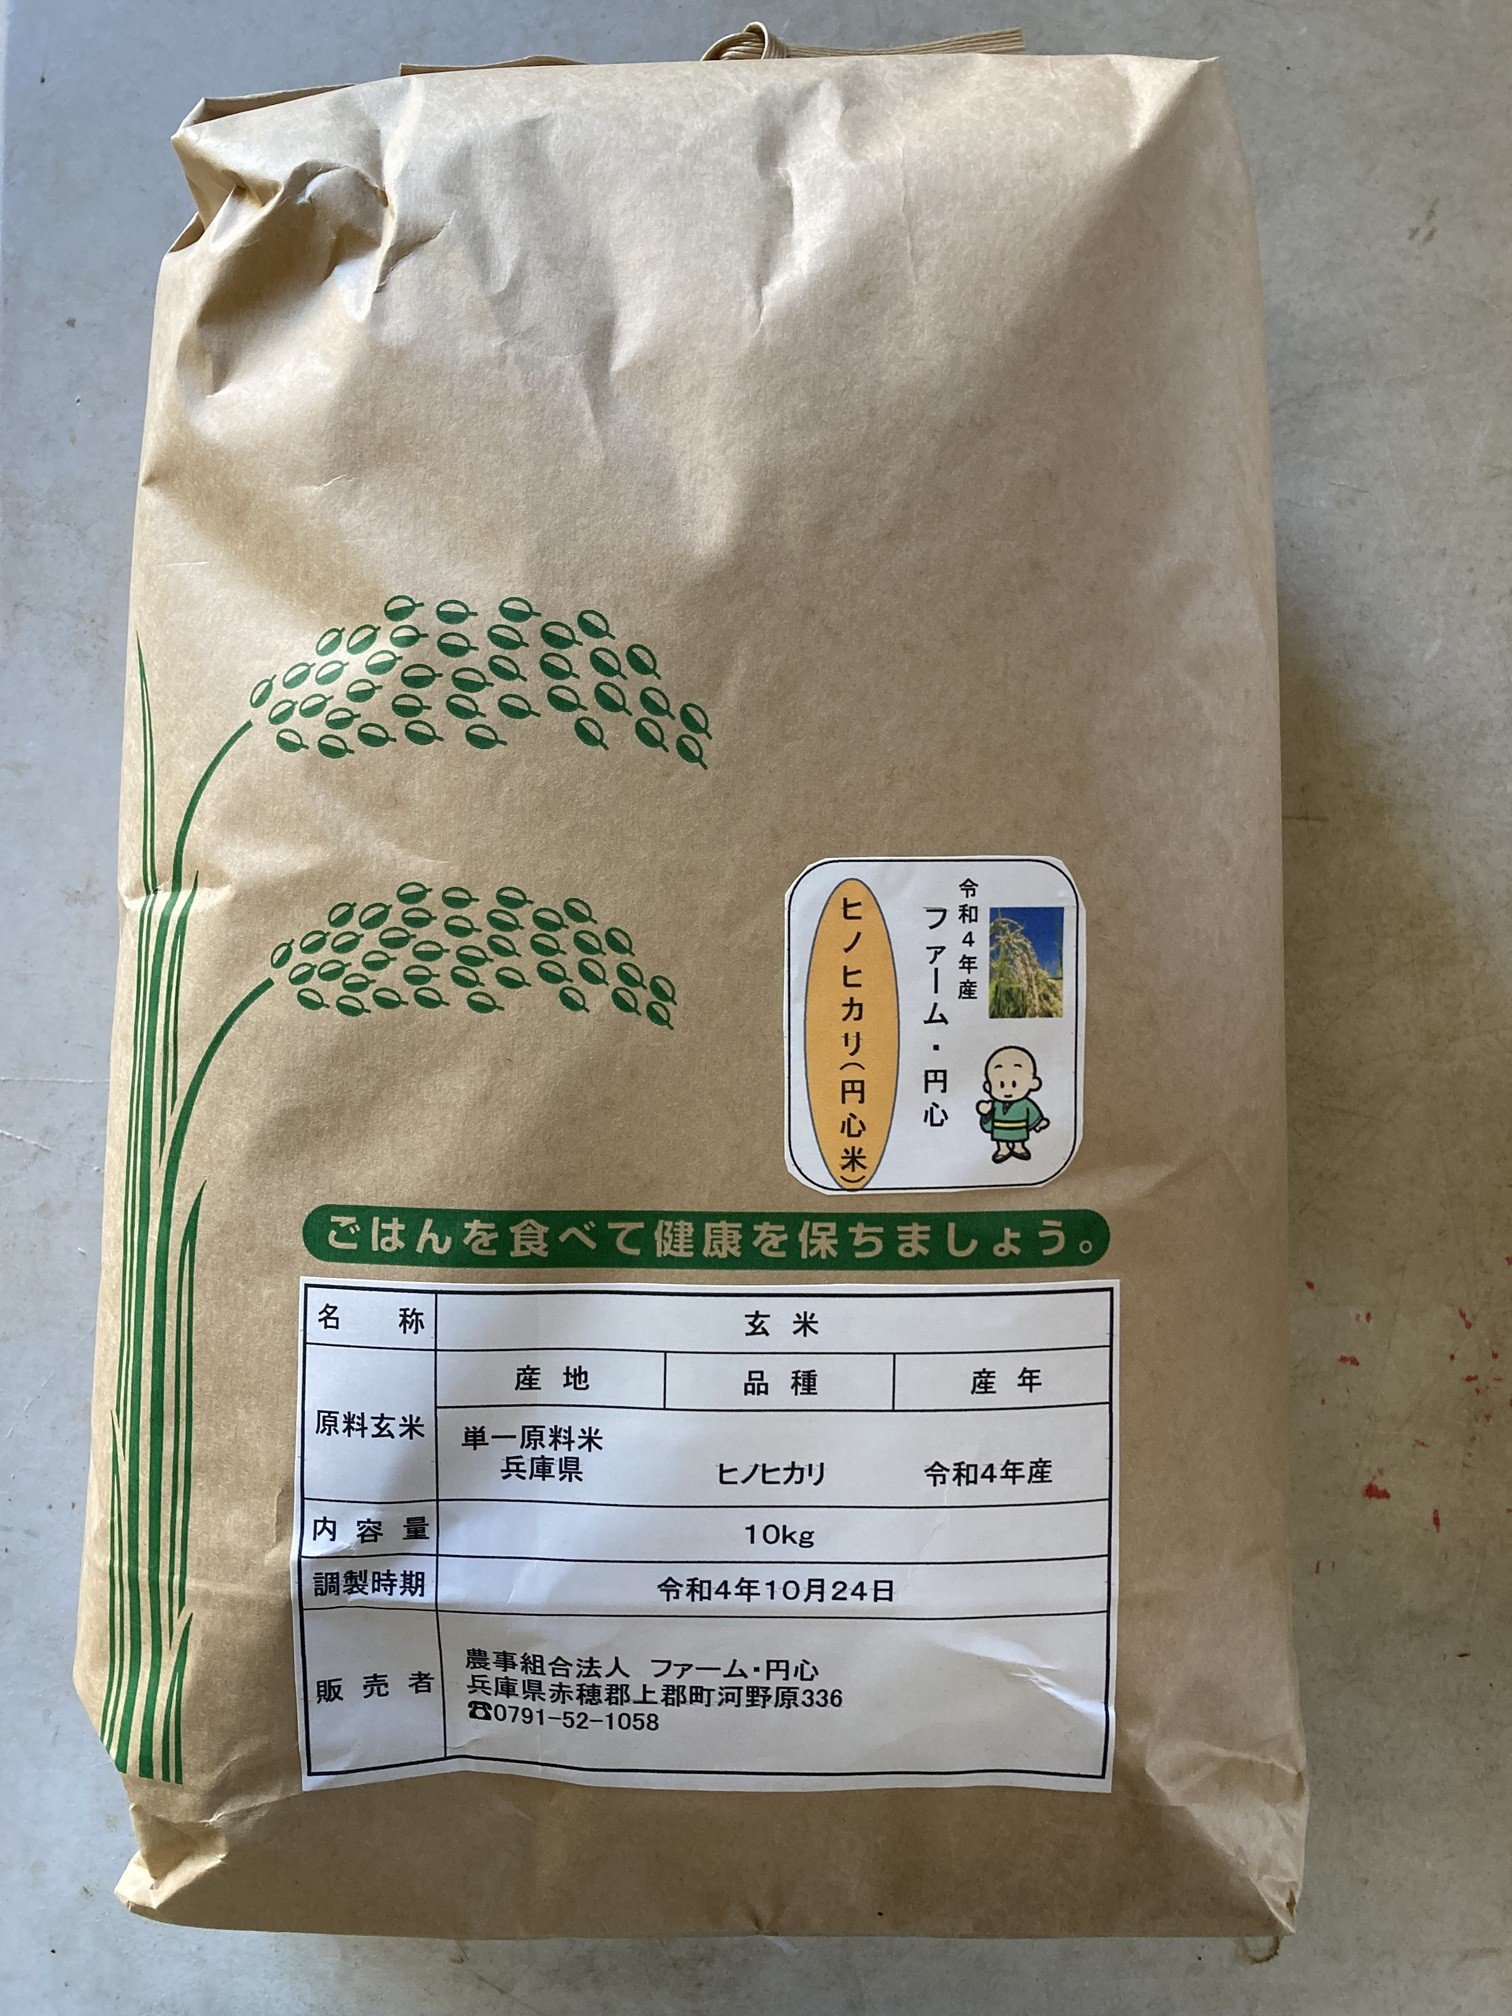 令和４年産
ファーム・円心
ヒノヒカリ（円心米）
ごはんを食べて健康を保ちましょう。
名称 玄米
原料玄米 産地 品種 産年
単一原料米
兵庫県 ヒノヒカリ 令和4年産
内容量 10kg
調製時期 令和4年10月24日
販売者
農事組合法人 ファーム・円心
兵庫県赤穂郡上郡町河野原336
☎0791-52-1058